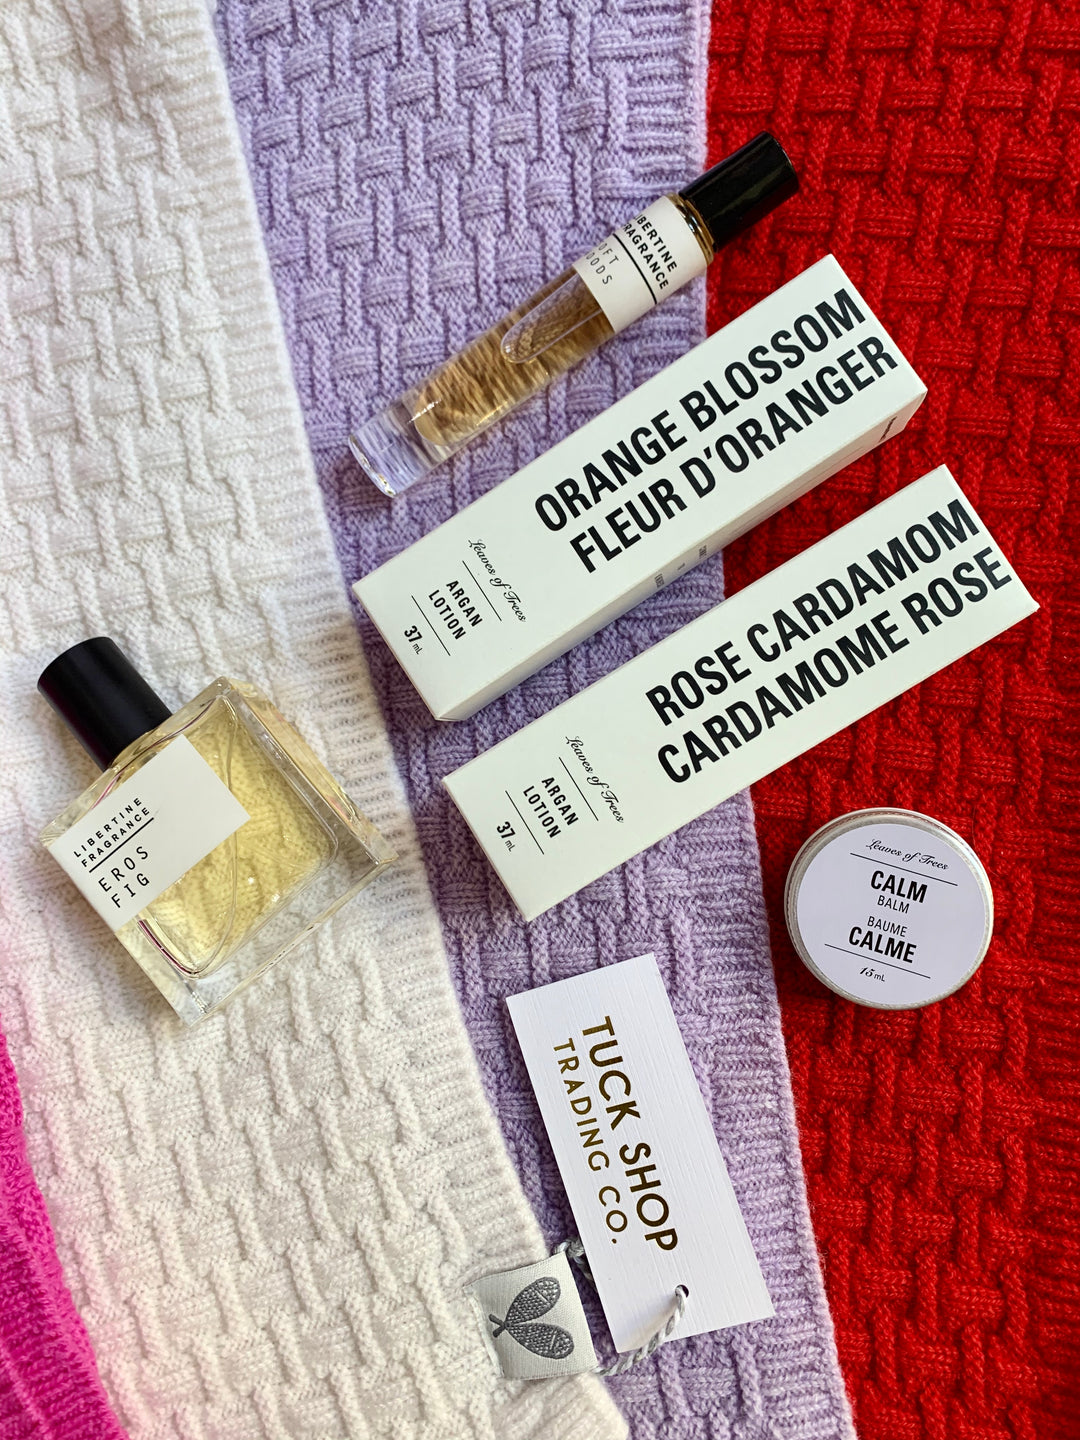 LIBERTINE
FRAGRANCE
ORANGE BLOSSOM
FLEUR D'ORANGER
Leaves of Trees
ARGAN
LOTION
37 mL
ROSE CARDAMOM
CARDAMOME ROSE
Leaves of Trees
ARGAN
LOTION
37 mL
LIBERTINE
FRAGRANCE
EROS
FIG
Leaves of Trees
CALM
BALM
BAUME
CALME
15 mL
TUCK SHOP
TRADING CO.